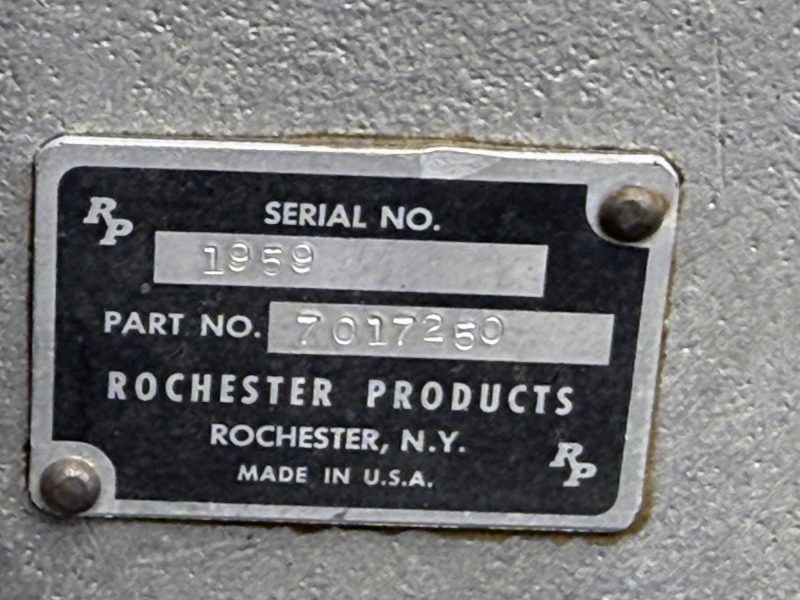 RP
SERIAL NO.
1959
PART NO. 7017250
ROCHESTER PRODUCTS
ROCHESTER, N.Y.
MADE IN U.S.A.
RP